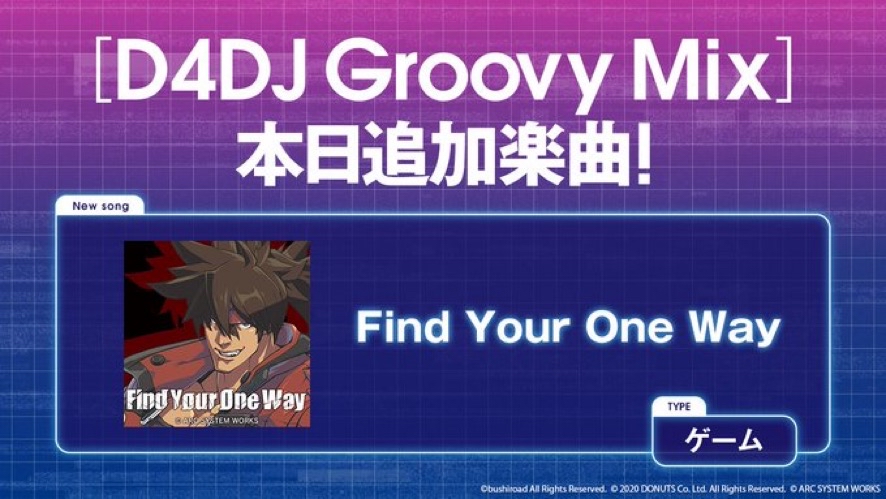 [D4DJ Groovy Mix]
本日追加楽曲!
New song
Find Your One Way
© ARC SYSTEM WORKS
Find Your One Way
TYPE
ゲーム
©bushiroad All Rights Reserved. © 2020 DONUTS Co. Ltd. All Rights Reserved. © ARC SYSTEM WORKS